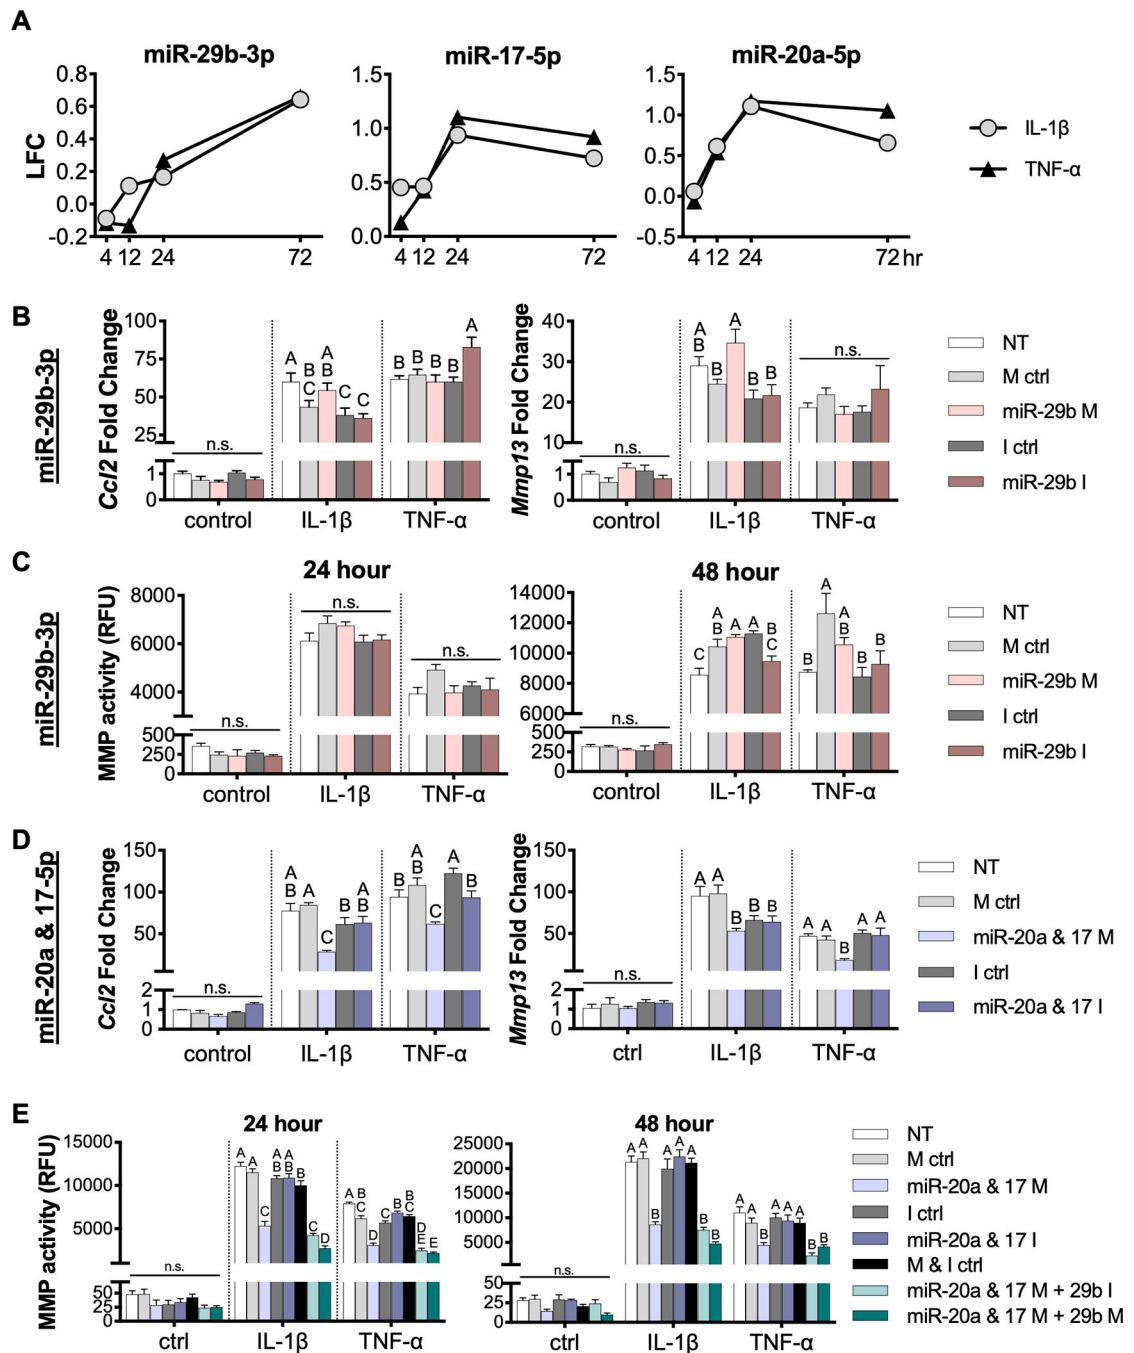 A
miR-29b-3p
miR-17-5p
miR-20a-5p
LFC
0.8
0.6
0.4
0.2
0.0
-0.2
4 12 24 72
1.5
1.0
0.5
0.0
4 12 24 72
1.5
1.0
0.5
0.0
-0.5
4 12 24 72 hr
IL-1β
TNF-α
B
miR-29b-3p
Ccl2 Fold Change
100
75
50
25
1
0
n.s.
A
B C
A B
C
C
B B B B
A
control IL-1β TNF-α
Mmp13 Fold Change
40
30
20
10
1
0
n.s.
A B
B
A
B B
n.s.
control IL-1β TNF-α
NT
M ctrl
miR-29b M
I ctrl
miR-29b I
C
miR-29b-3p
24 hour
MMP activity (RFU)
8000
6000
4000
500
250
0
n.s.
n.s.
n.s.
control IL-1β TNF-α
48 hour
14000
12000
10000
8000
6000
500
250
0
n.s.
C
A B
A
A
B C
B
A
A B
B
B
control IL-1β TNF-α
NT
M ctrl
miR-29b M
I ctrl
miR-29b I
D
miR-20a & 17-5p
Ccl2 Fold Change
150
100
50
2
1
0
n.s.
A B
A
C
B
A B
B
A B
C
A
B
control IL-1β TNF-α
Mmp13 Fold Change
150
100
50
2
1
0
n.s.
A A B B B
A A B A A
ctrl IL-1β TNF-α
NT
M ctrl
miR-20a & 17 M
I ctrl
miR-20a & 17 I
E
24 hour
MMP activity (RFU)
15000
10000
5000
50
25
0
n.s.
A
A
C
A B
A B
B
C
D
A
B C
D
C
B
B C
D E
E
ctrl IL-1β TNF-α
48 hour
25000
20000
15000
10000
5000
50
25
0
n.s.
A A B A A A B B
A A B A A A B B
ctrl IL-1β TNF-α
NT
M ctrl
miR-20a & 17 M
I ctrl
miR-20a & 17 I
M & I ctrl
miR-20a & 17 M + 29b I
miR-20a & 17 M + 29b M